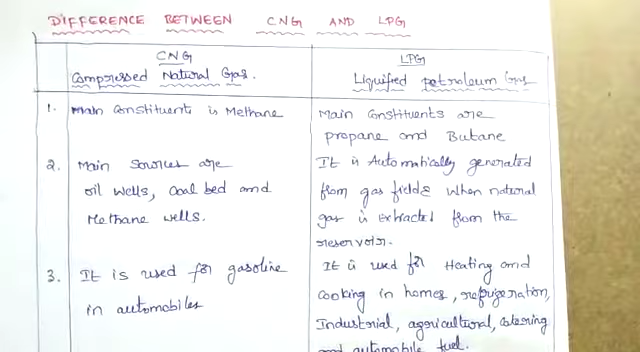 DIFFERENCE BETWEEN CNG AND LPG
CNG
Compressed Natural Gas.
LPG
Liquified petroleum Gas
1. Main Constituent is Methane
Main Constituents are
propane and Butane
2. Main sources are
oil wells, Coal bed and
Methane wells.
It is Automatically generated
from gas fields when natural
gas is extracted from the
reservoir.
3. It is used for gasoline
in automobiles
It is used for Heating and
cooking in homes, refrigeration,
Industrial, agricultural, catering
and automobile fuel.